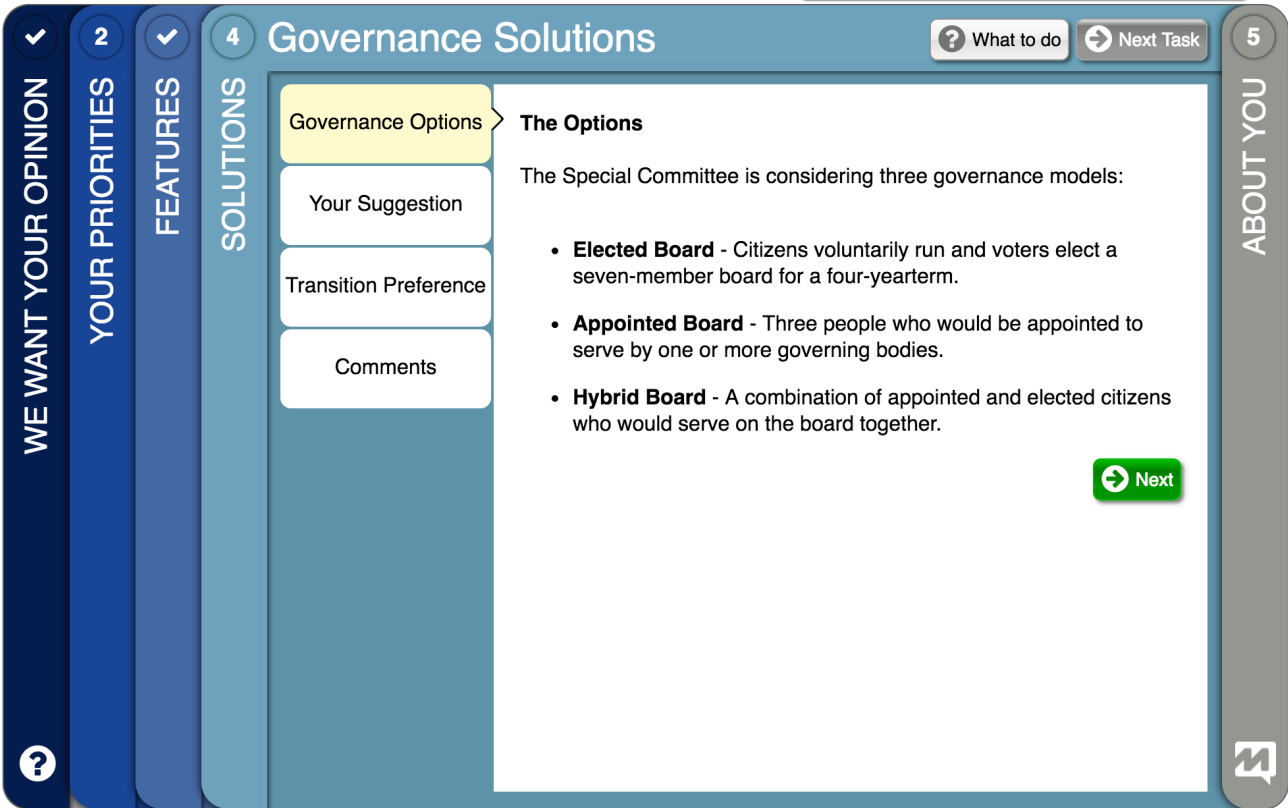 WE WANT YOUR OPINION
2
YOUR PRIORITIES
FEATURES
4
SOLUTIONS
Governance Solutions
? What to do
Next Task
Governance Options
Your Suggestion
Transition Preference
Comments
The Options
The Special Committee is considering three governance models:
• Elected Board - Citizens voluntarily run and voters elect a
seven-member board for a four-yearterm.
• Appointed Board - Three people who would be appointed to
serve by one or more governing bodies.
• Hybrid Board - A combination of appointed and elected citizens
who would serve on the board together.
Next
5
ABOUT YOU
?